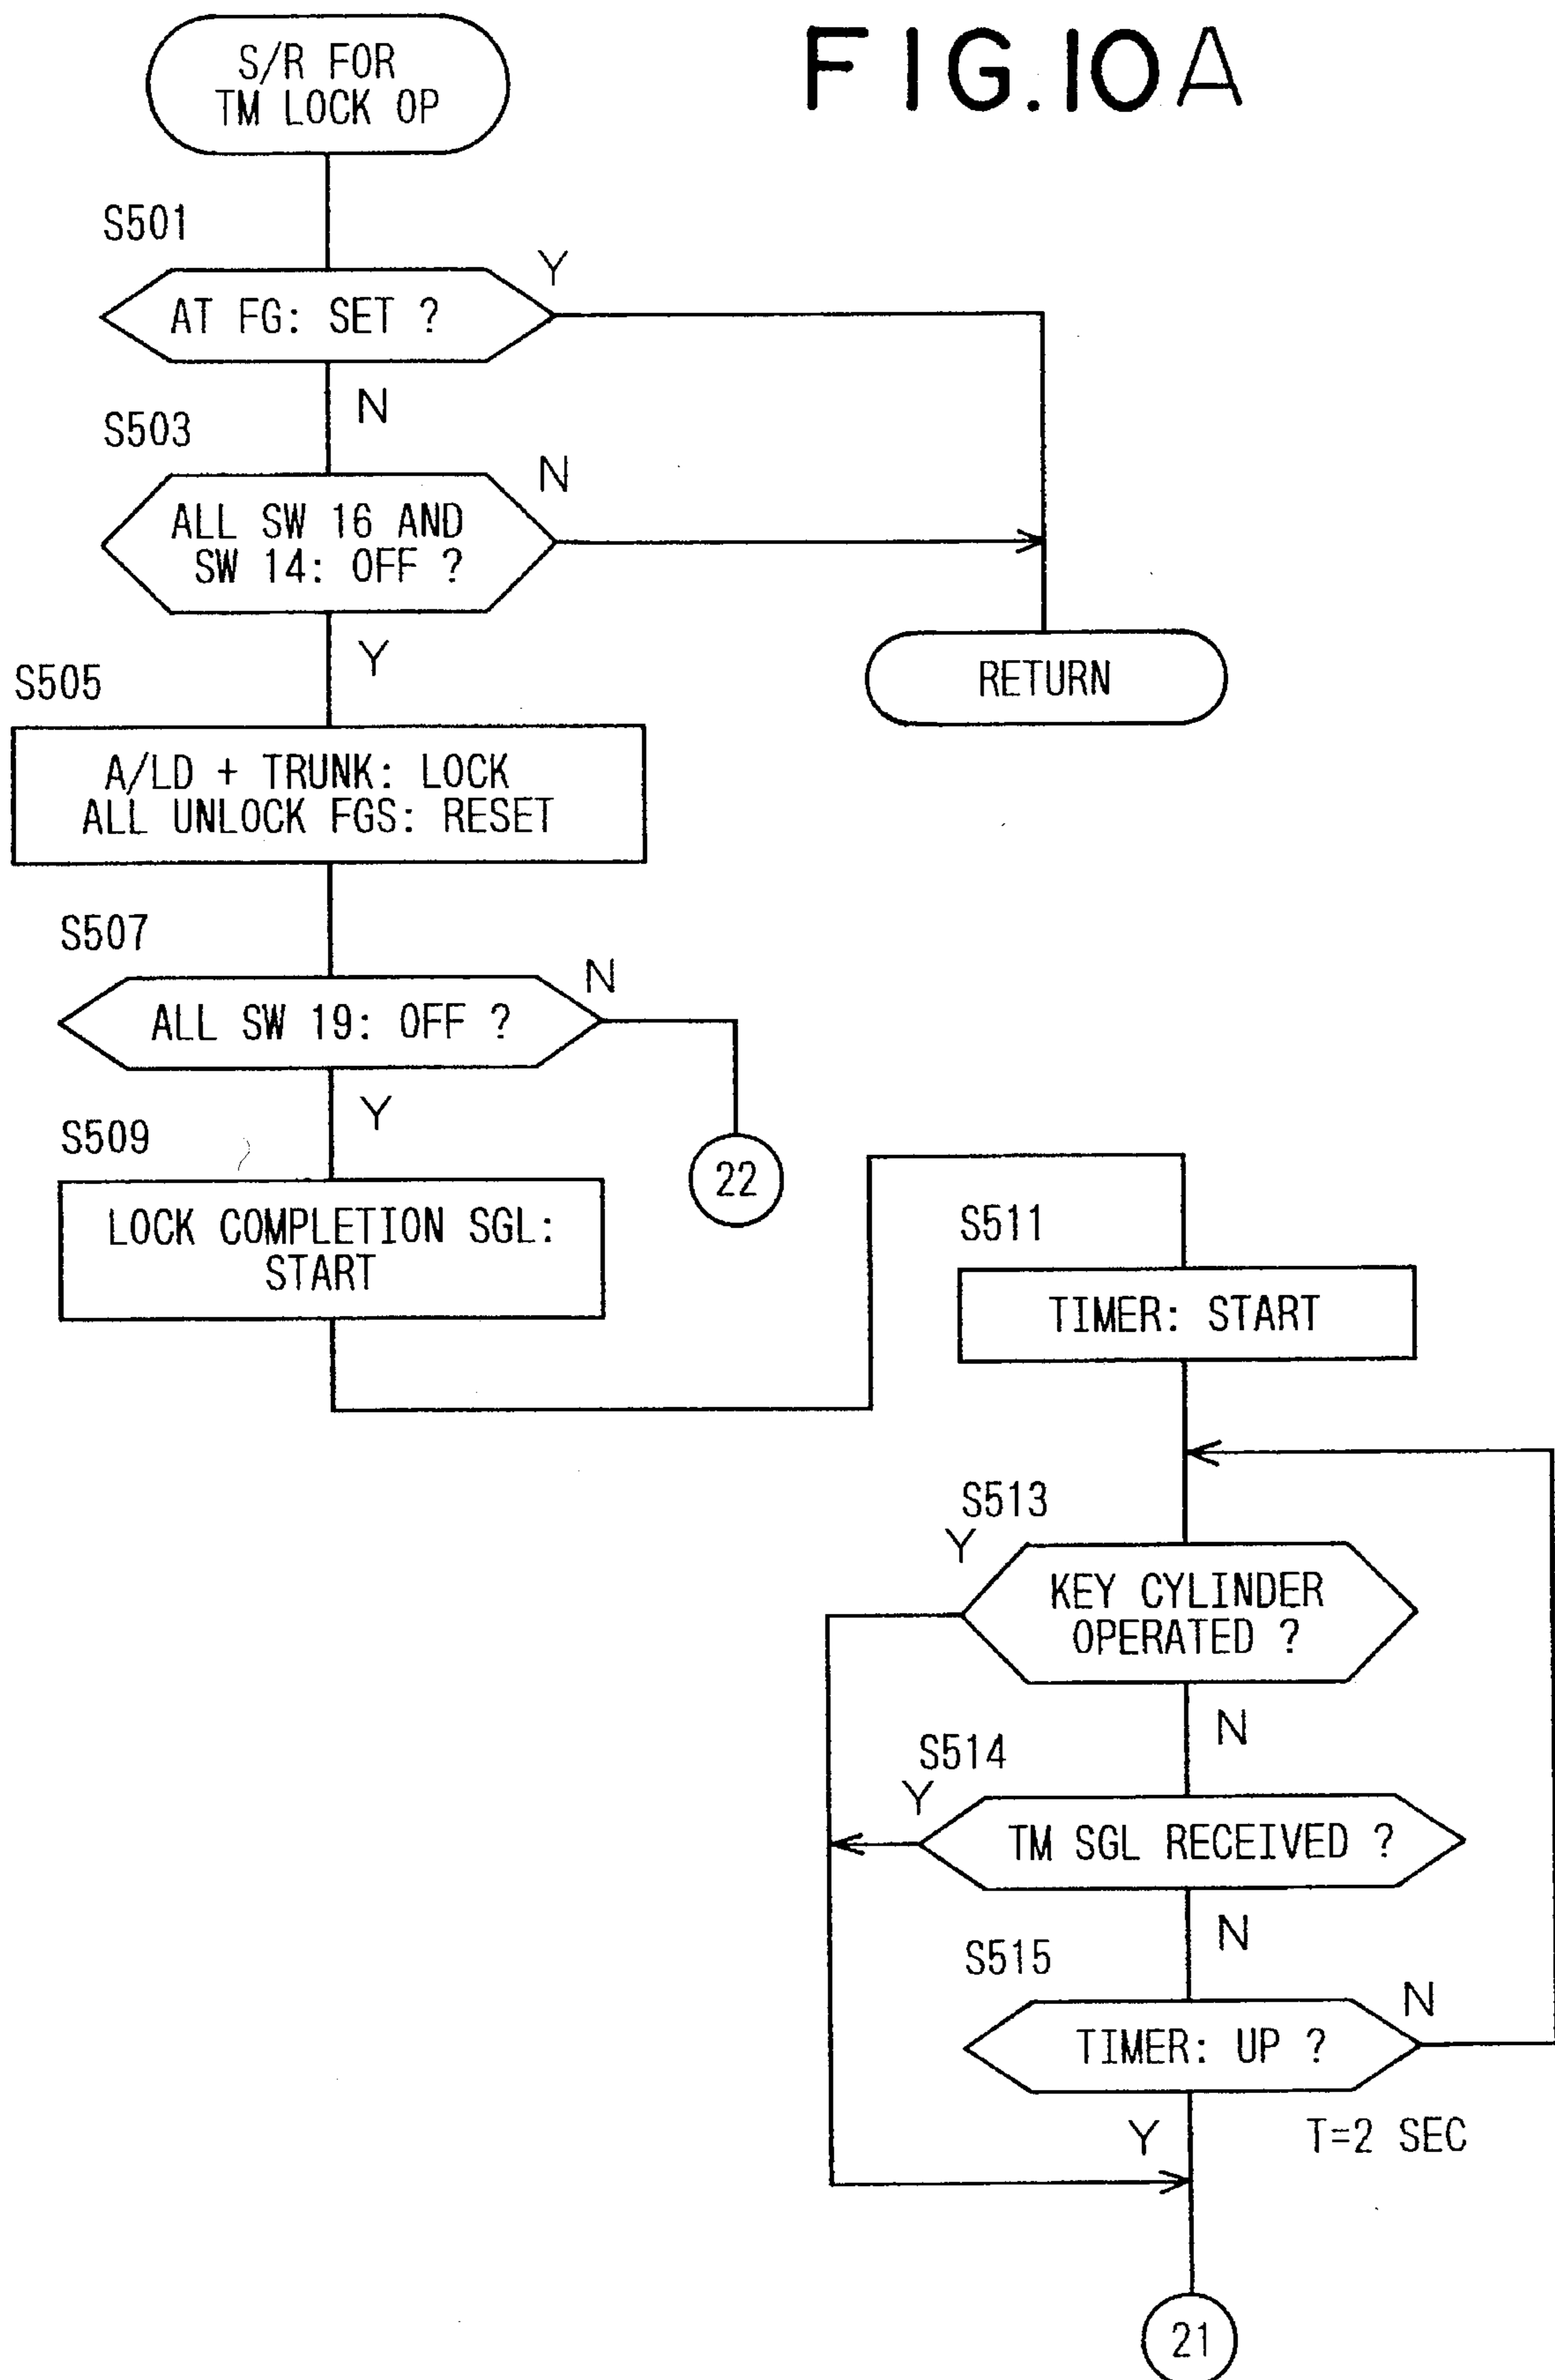 FIG.10A
S/R FOR
TM LOCK OP
S501
AT FG: SET ?
Y
N
S503
ALL SW 16 AND
SW 14: OFF ?
N
Y
RETURN
S505
A/LD + TRUNK: LOCK
ALL UNLOCK FGS: RESET
S507
ALL SW 19: OFF ?
N
Y
22
S509
LOCK COMPLETION SGL:
START
S511
TIMER: START
S513
Y
KEY CYLINDER
OPERATED ?
N
S514
Y
TM SGL RECEIVED ?
N
S515
TIMER: UP ?
N
Y
T=2 SEC
21